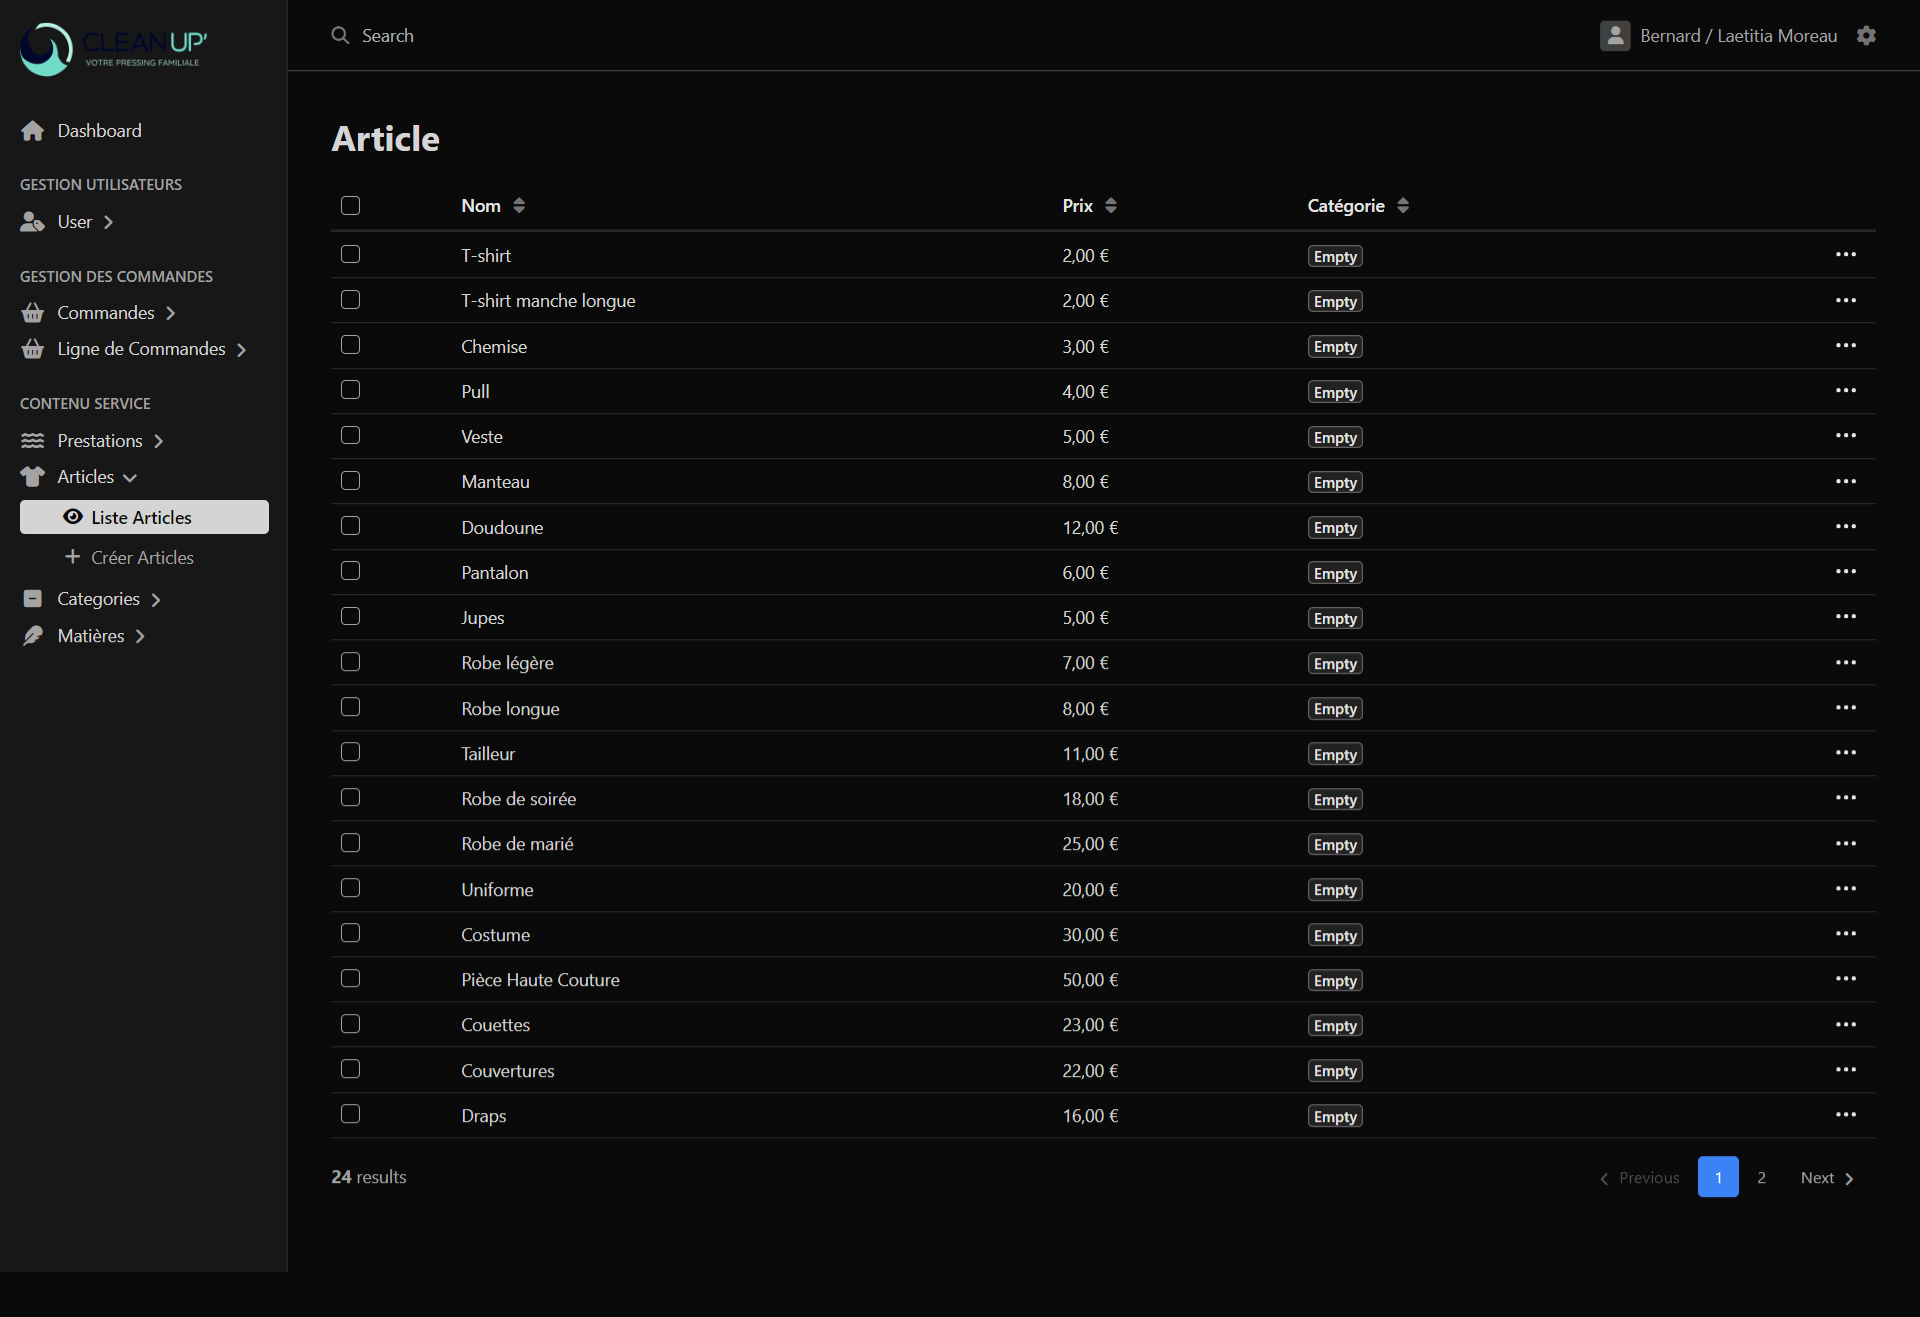 CLEAN UP'
VOTRE PRESSING FAMILIALE
Search
Bernard / Laetitia Moreau
Dashboard
GESTION UTILISATEURS
User
GESTION DES COMMANDES
Commandes
Ligne de Commandes
CONTENU SERVICE
Prestations
Articles
Liste Articles
Créer Articles
Categories
Matières
Article
Nom Prix Catégorie
T-shirt 2,00 € Empty
T-shirt manche longue 2,00 € Empty
Chemise 3,00 € Empty
Pull 4,00 € Empty
Veste 5,00 € Empty
Manteau 8,00 € Empty
Doudoune 12,00 € Empty
Pantalon 6,00 € Empty
Jupes 5,00 € Empty
Robe légère 7,00 € Empty
Robe longue 8,00 € Empty
Tailleur 11,00 € Empty
Robe de soirée 18,00 € Empty
Robe de marié 25,00 € Empty
Uniforme 20,00 € Empty
Costume 30,00 € Empty
Pièce Haute Couture 50,00 € Empty
Couettes 23,00 € Empty
Couvertures 22,00 € Empty
Draps 16,00 € Empty
24 results
Previous 1 2 Next